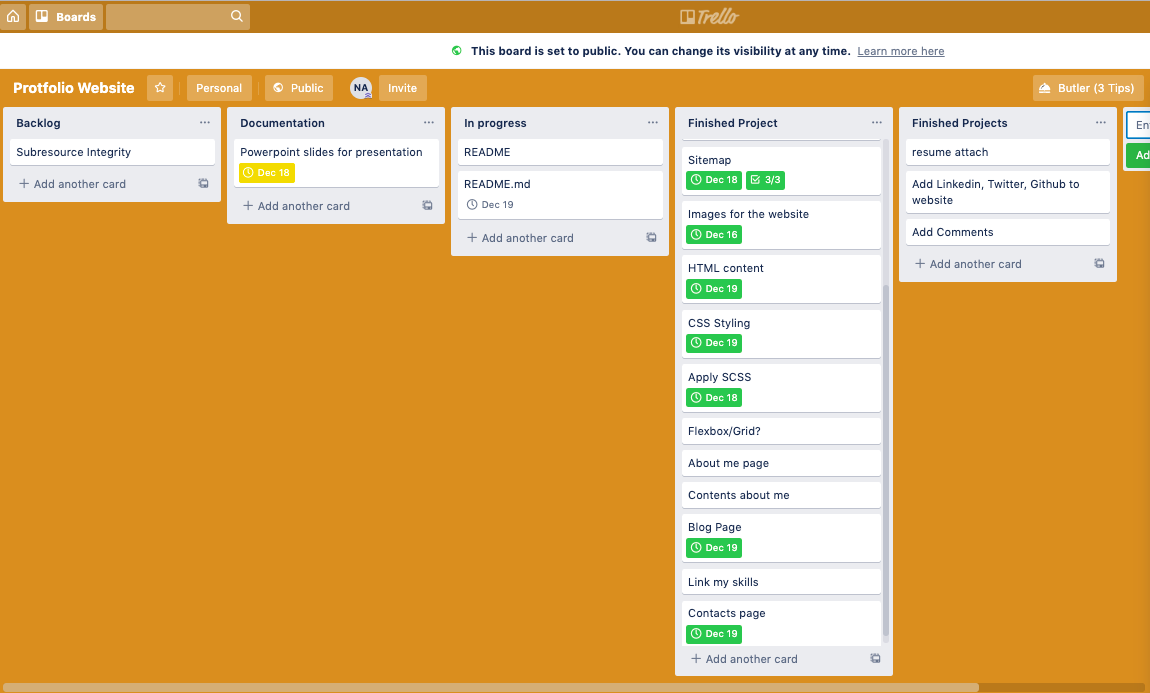 Boards
Trello
This board is set to public. You can change its visibility at any time. Learn more here
Protfolio Website
Personal
Public
NA
Invite
Butler (3 Tips)
Backlog
Subresource Integrity
+ Add another card
Documentation
Powerpoint slides for presentation
Dec 18
+ Add another card
In progress
README
README.md
Dec 19
+ Add another card
Finished Project
Sitemap
Dec 18 3/3
Images for the website
Dec 16
HTML content
Dec 19
CSS Styling
Dec 19
Apply SCSS
Dec 18
Flexbox/Grid?
About me page
Contents about me
Blog Page
Dec 19
Link my skills
Contacts page
Dec 19
+ Add another card
Finished Projects
resume attach
Add Linkedin, Twitter, Github to
website
Add Comments
+ Add another card